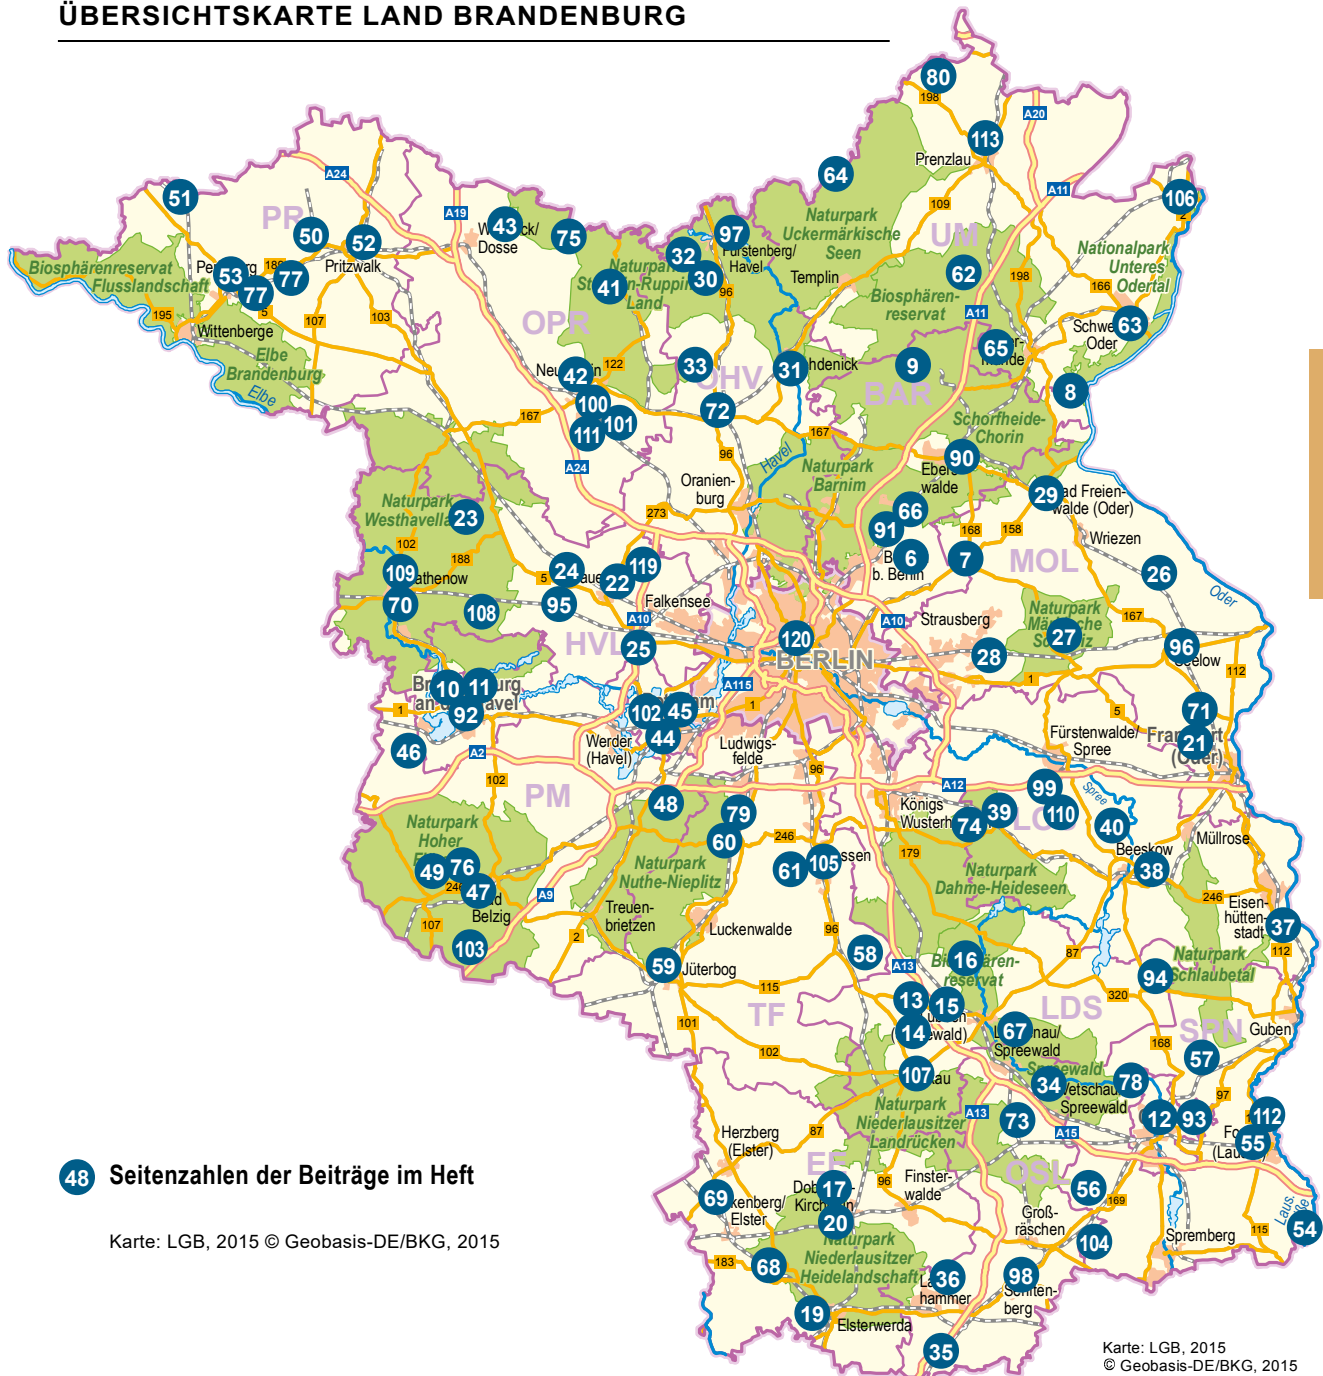 ÜBERSICHTSKARTE LAND BRANDENBURG
80
198
A20
113
Prenzlau
64
A24
51
A11
106
2
PR
50
52
A19
43
Dosse
75
97
Fürstenberg/
Havel
109
Naturpark
Uckermärkische
Seen
UM
Nationalpark
Unteres
Odertal
Biosphärenreservat
Flusslandschaft
53
77
77
Pritzwalk
32
30
41
Land
96
Templin
62
198
166
Biosphären-
reservat
195
5
107
103
OPR
A11
63
Oder
Wittenberge
Elbe
Brandenburg
Elbe
42
122
33
OHV
31
9
65
BAR
8
100
101
111
72
167
167
Schorfheide-
Chorin
A24
96
Havel
Naturpark
Barnim
90
walde
Oranien-
burg
29
walde (Oder)
Naturpark
23
273
66
91
168
158
Wriezen
102
188
6
b. Berlin
7
MOL
109
24
5
22
119
26
Oder
70
108
95
Falkensee
A10
A10
Strausberg
Naturpark
27
167
HVL
25
120
BERLIN
28
96
Seelow
112
10
11
92
A115
1
1
102
45
1
5
71
44
Werder
(Havel)
Ludwigs-
felde
Fürstenwalde/
Spree
21
(Oder)
46
A2
102
96
A12
PM
48
79
60
246
Königs
74
39
99
110
Spree
40
Müllrose
Naturpark
Hoher
49
76
47
Belzig
Naturpark
Nuthe-Nieplitz
61
105
179
Naturpark
Dahme-Heideseen
Beeskow
38
246
A9
107
Treuen-
brietzen
2
Luckenwalde
96
Eisen-
hütten-
stadt
37
112
103
59
Jüterbog
58
A13
16
reservat
87
94
Naturpark
Schlaubetal
115
TF
13
15
14
LDS
320
SPN
Guben
101
102
67
Spreewald
168
57
107
34
Spreewald
78
97
Naturpark
Niederlausitzer
Landrücken
A13
73
A15
12
93
112
55
Herzberg
(Elster)
87
EE
Finster-
walde
96
OSL
69
Elster
17
20
56
169
54
115
48 Seitenzahlen der Beiträge im Heft
Karte: LGB, 2015 © Geobasis-DE/BKG, 2015
Groß-
räschen
104
Spremberg
183
68
Naturpark
Niederlausitzer
Heidelandschaft
36
hammer
98
berg
19
Elsterwerda
35
Karte: LGB, 2015
© Geobasis-DE/BKG, 2015